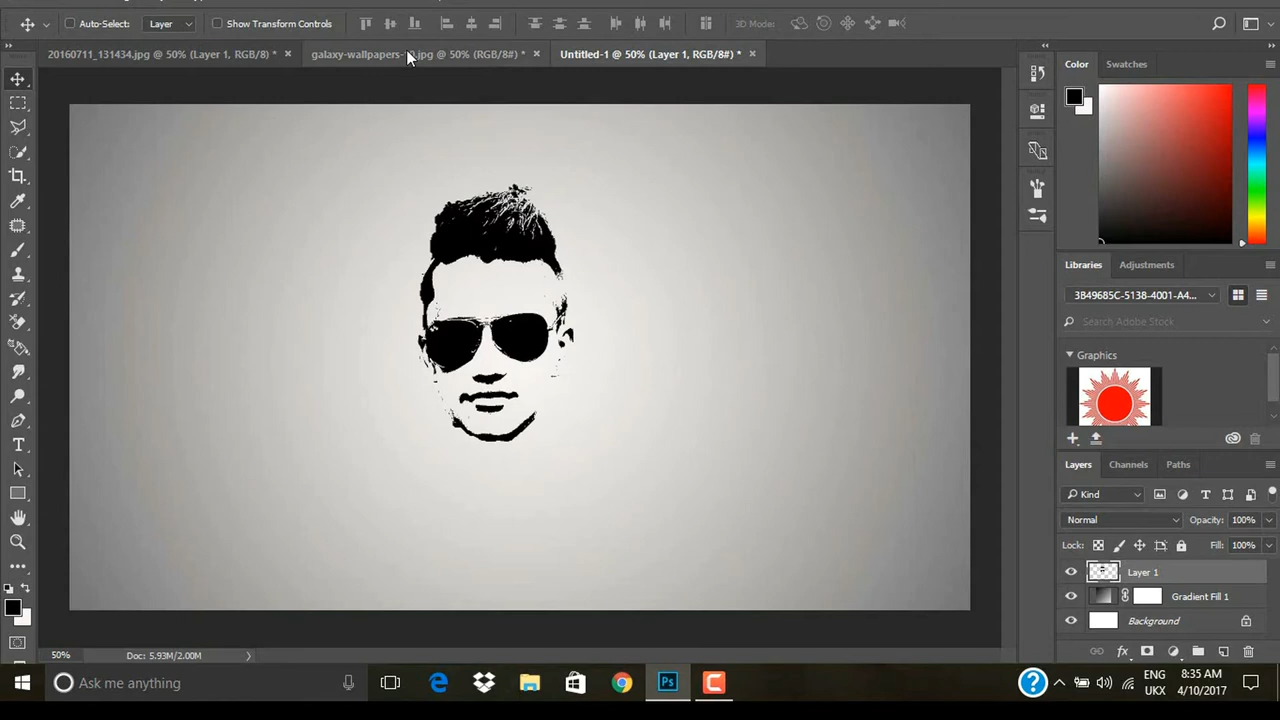 Auto-Select: Layer Show Transform Controls 3D Mode:
20160711_131434.jpg @ 50% (Layer 1, RGB/8) * × .jpg @ 50% (RGB/8#) * × Untitled-1 @ 50% (Layer 1, RGB/8#) * ×
Color Swatches
Libraries Adjustments
3B49685C-5138-4001-A4...
Search Adobe Stock
Graphics
Layers Channels Paths
Kind
Normal Opacity: 100%
Lock: Fill: 100%
Layer 1
Gradient Fill 1
Background
fx
50% Doc: 5.93M/2.00M
Ask me anything
Ps
ENG 8:35 AM
UKX 4/10/2017